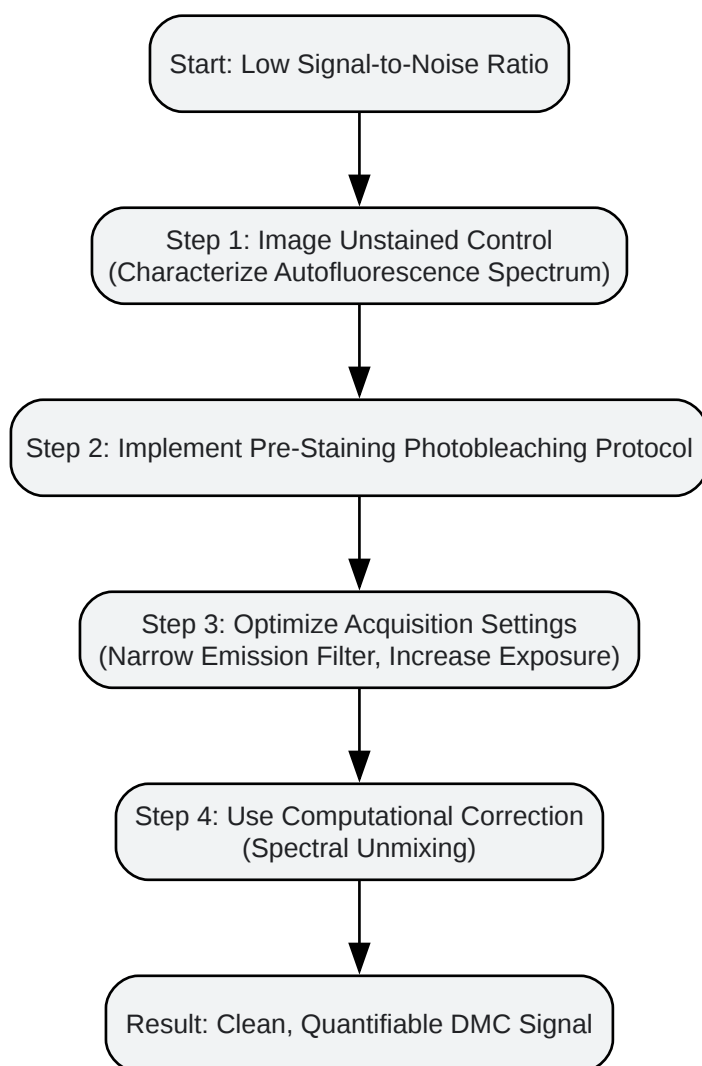 Start: Low Signal-to-Noise Ratio
Step 1: Image Unstained Control
(Characterize Autofluorescence Spectrum)
Step 2: Implement Pre-Staining Photobleaching Protocol
Step 3: Optimize Acquisition Settings
(Narrow Emission Filter, Increase Exposure)
Step 4: Use Computational Correction
(Spectral Unmixing)
Result: Clean, Quantifiable DMC Signal